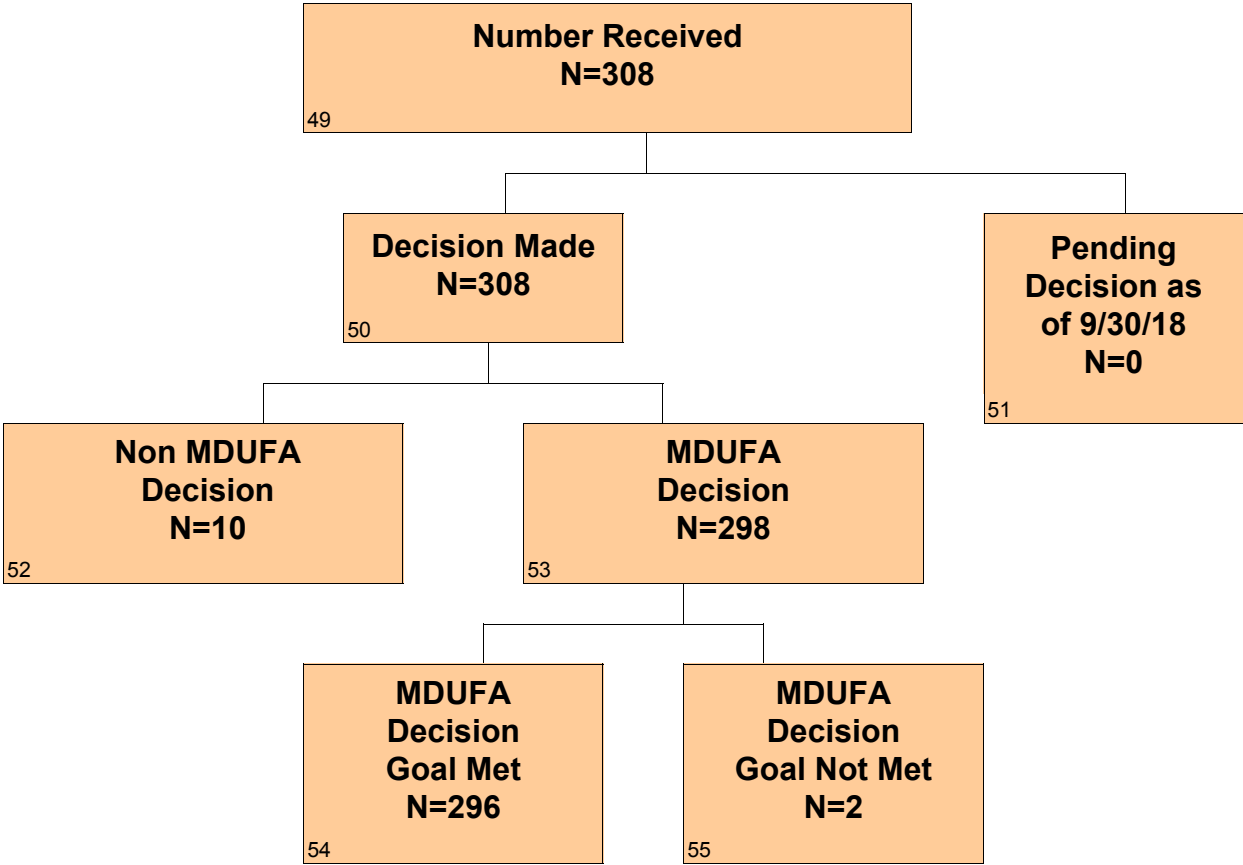 Number Received
N=308
49
Decision Made
N=308
50
Pending
Decision as
of 9/30/18
N=0
51
Non MDUFA
Decision
N=10
52
MDUFA
Decision
N=298
53
MDUFA
Decision
Goal Met
N=296
54
MDUFA
Decision
Goal Not Met
N=2
55